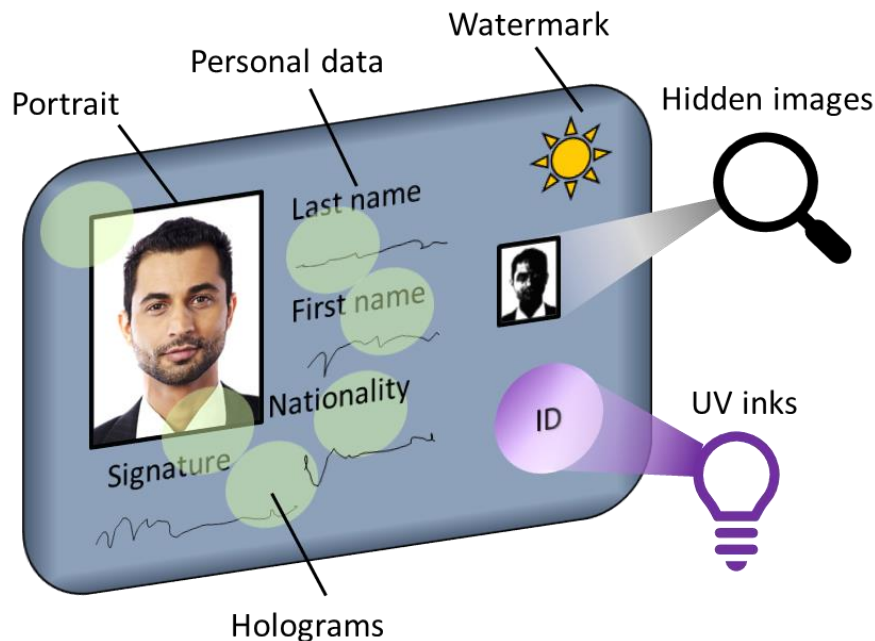 Watermark
Personal data
Portrait
Hidden images
Last name
First name
Nationality
Signature
ID
UV inks
Holograms